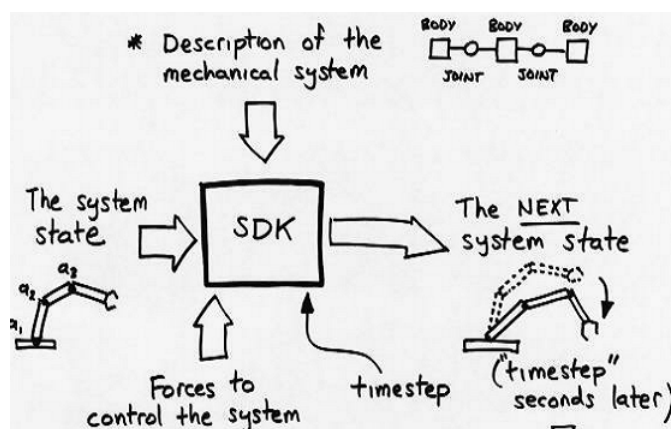 * Description of the
mechanical system
BODY BODY BODY
JOINT JOINT
The system
state
SDK
The NEXT
system state
a1 a2 a3
Forces to
control the system
timestep
("timestep"
seconds later)